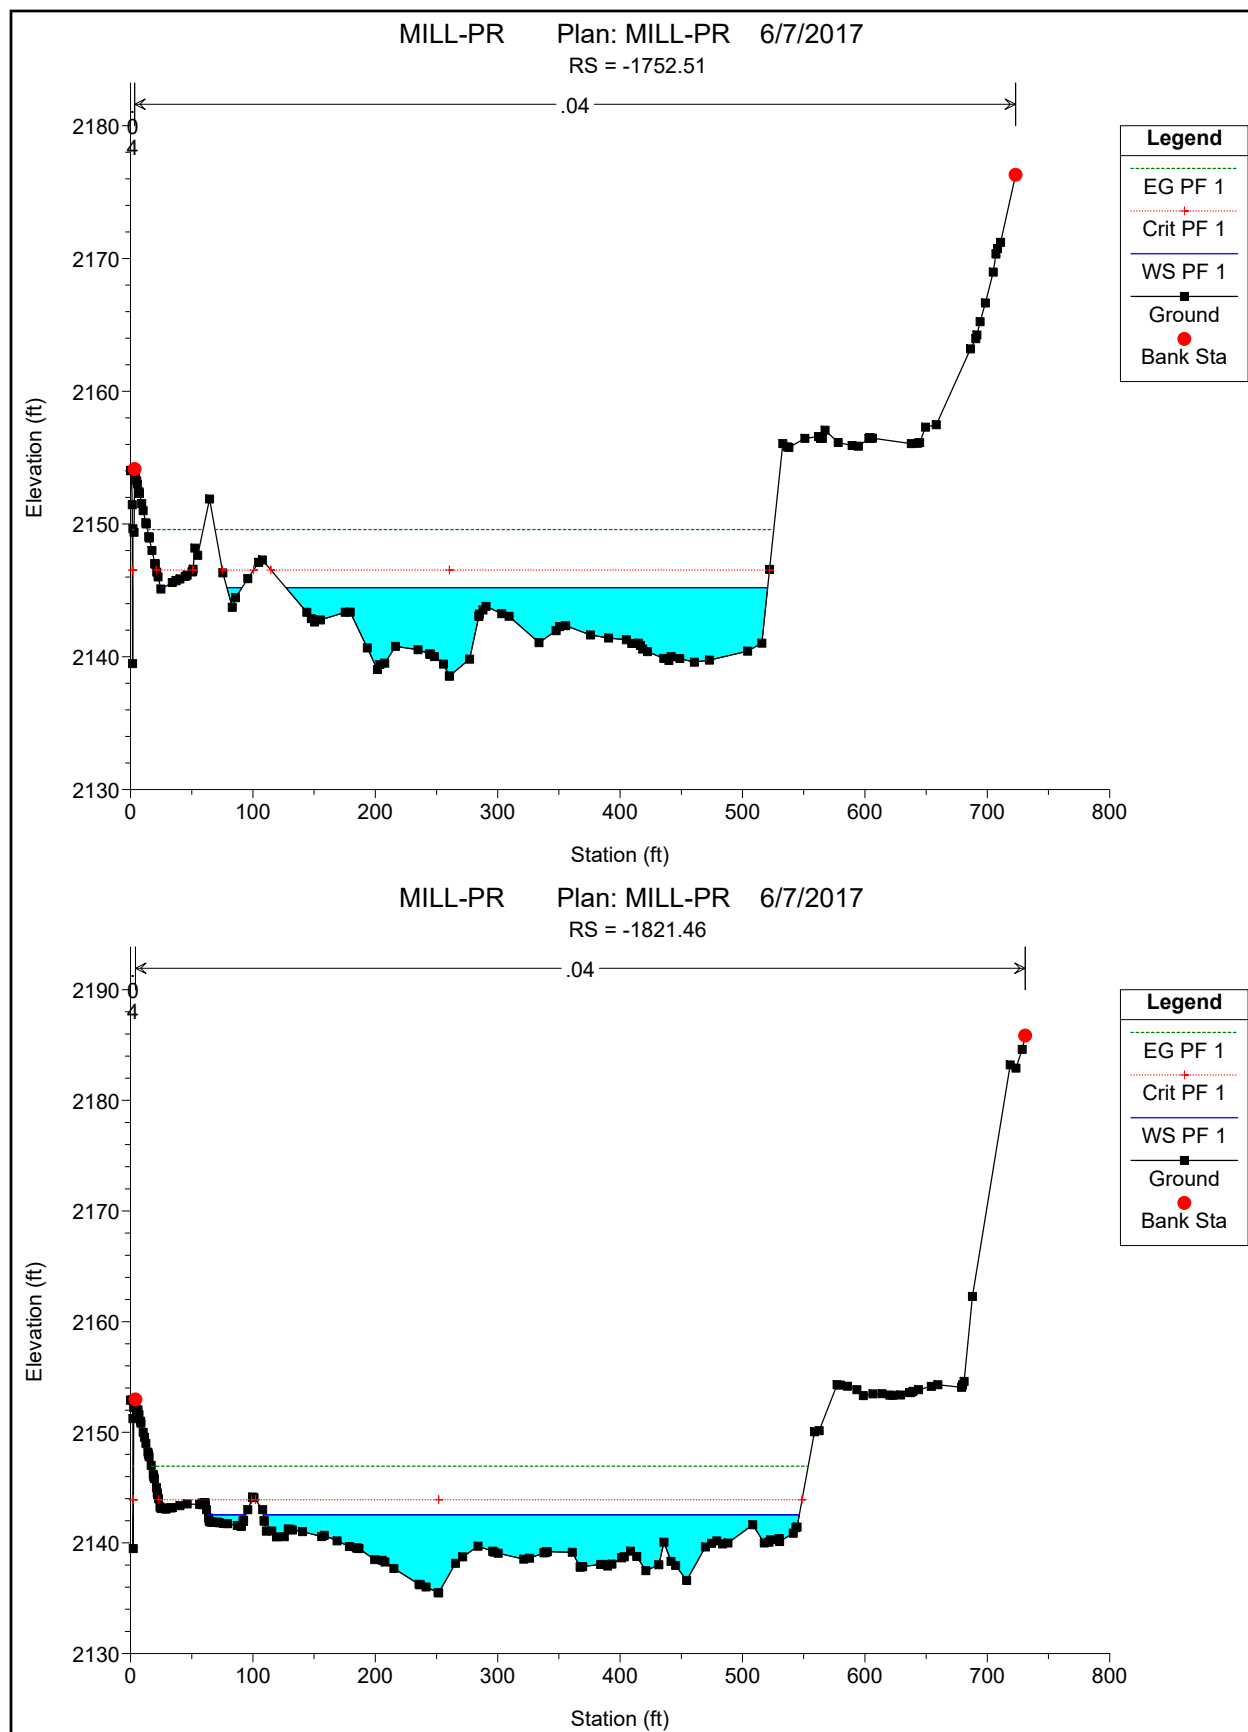 MILL-PR Plan: MILL-PR 6/7/2017
RS = -1752.51
.04
.04
2180
2170
2160
2150
2140
2130
Elevation (ft)
0 100 200 300 400 500 600 700 800
Station (ft)
Legend
EG PF 1
Crit PF 1
WS PF 1
Ground
Bank Sta
MILL-PR Plan: MILL-PR 6/7/2017
RS = -1821.46
.04
.04
2190
2180
2170
2160
2150
2140
2130
Elevation (ft)
0 100 200 300 400 500 600 700 800
Station (ft)
Legend
EG PF 1
Crit PF 1
WS PF 1
Ground
Bank Sta